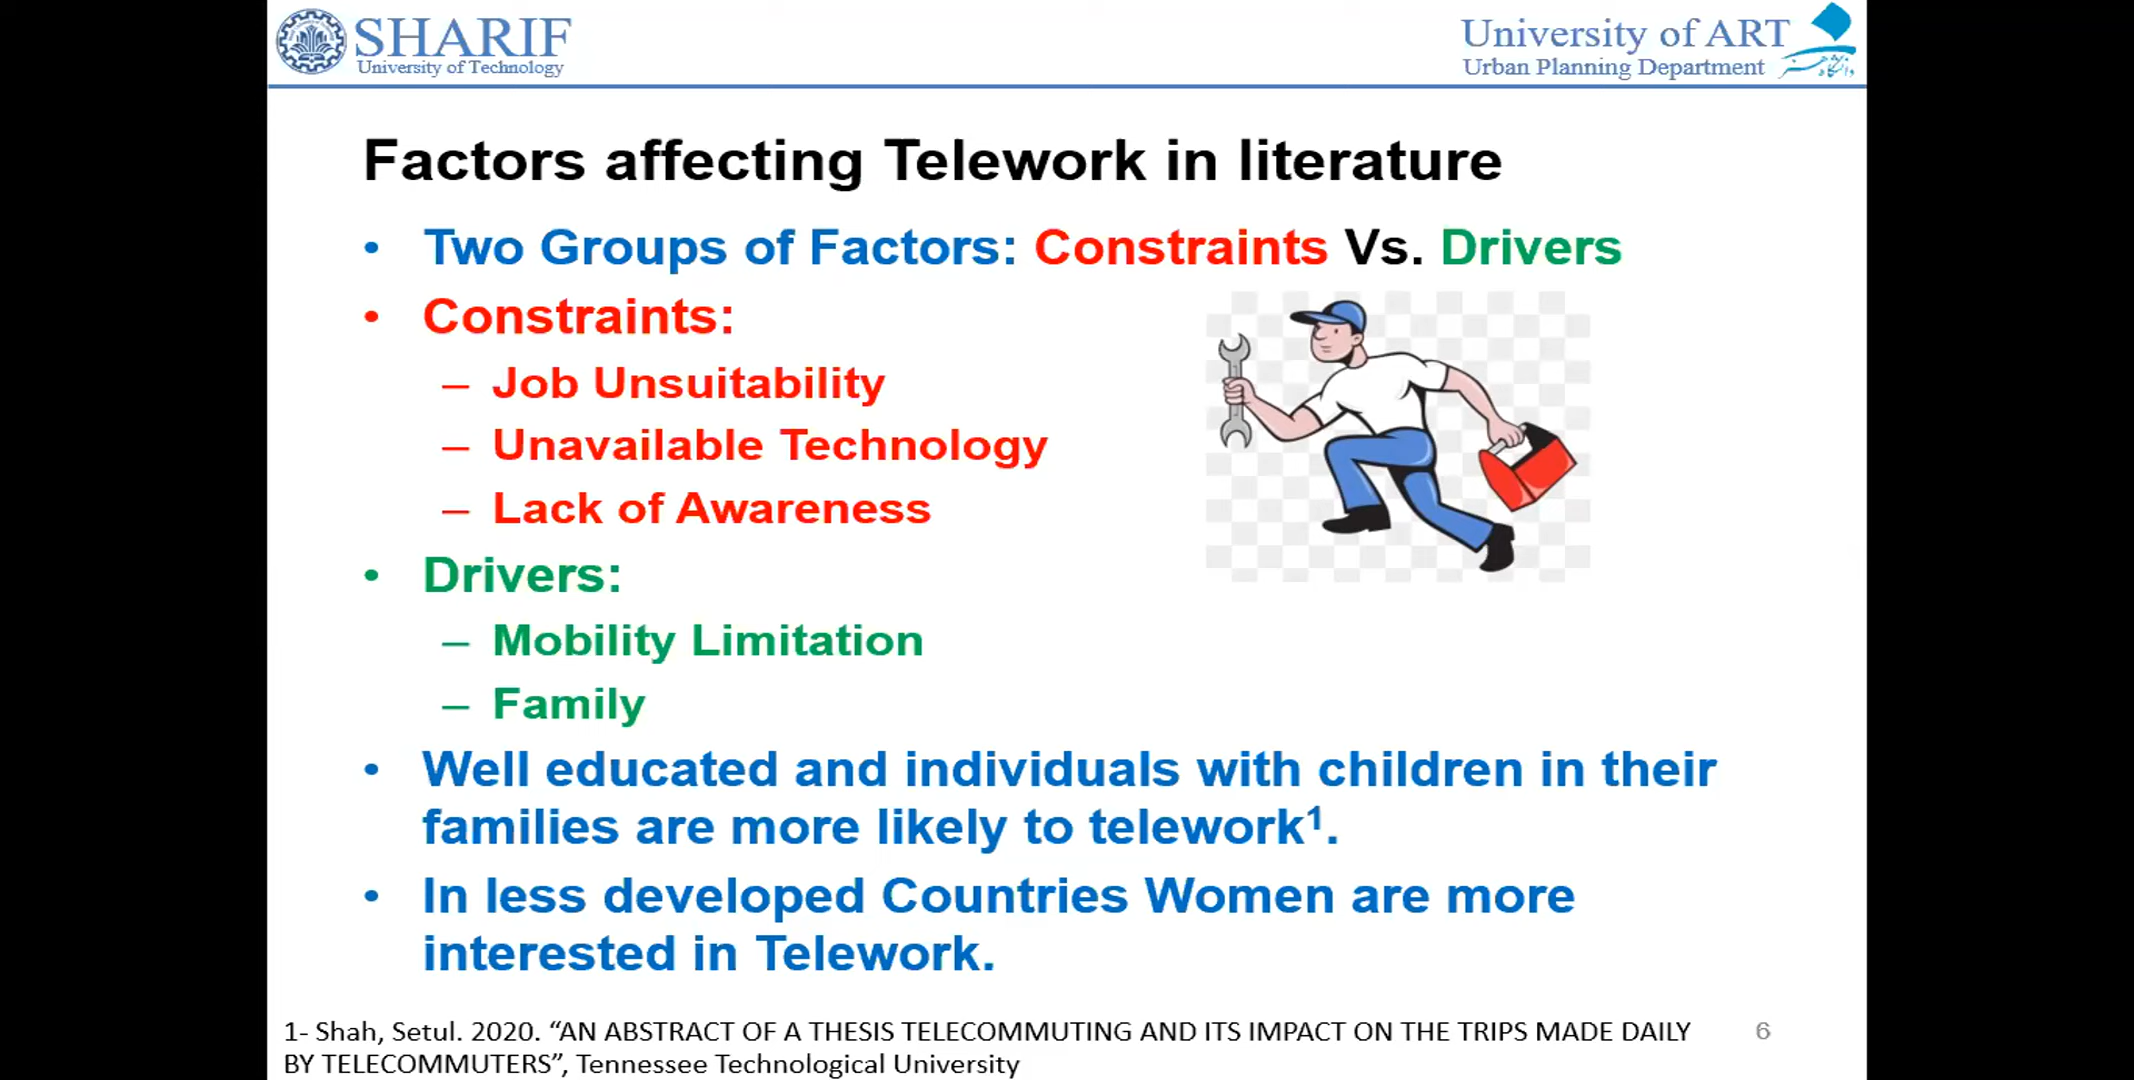 SHARIF
University of Technology
University of ART
Urban Planning Department
دانشگاه هنر
Factors affecting Telework in literature
• Two Groups of Factors: Constraints Vs. Drivers
• Constraints:
– Job Unsuitability
– Unavailable Technology
– Lack of Awareness
• Drivers:
– Mobility Limitation
– Family
• Well educated and individuals with children in their
families are more likely to telework¹.
• In less developed Countries Women are more
interested in Telework.
1- Shah, Setul. 2020. “AN ABSTRACT OF A THESIS TELECOMMUTING AND ITS IMPACT ON THE TRIPS MADE DAILY
BY TELECOMMUTERS”, Tennessee Technological University
6